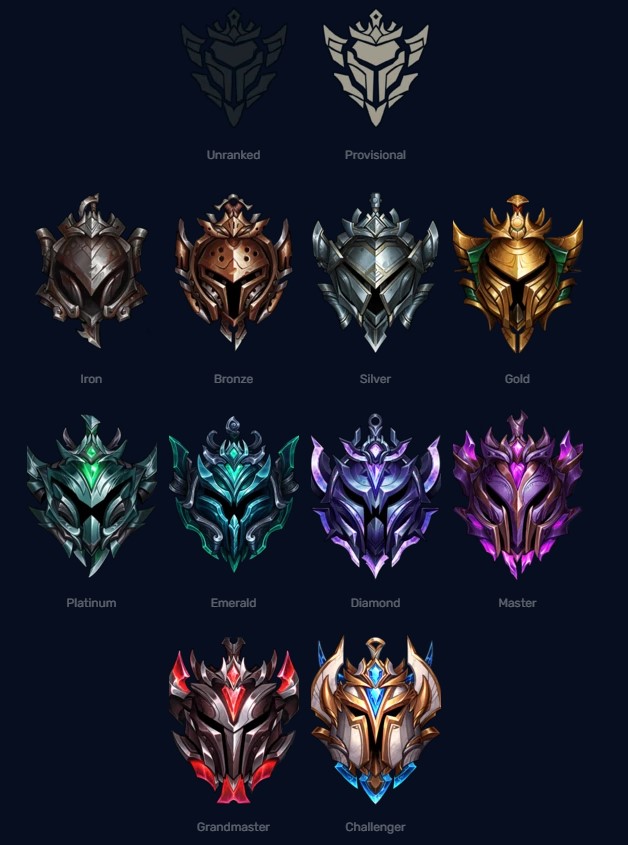 Unranked
Provisional
Iron
Bronze
Silver
Gold
Platinum
Emerald
Diamond
Master
Grandmaster
Challenger